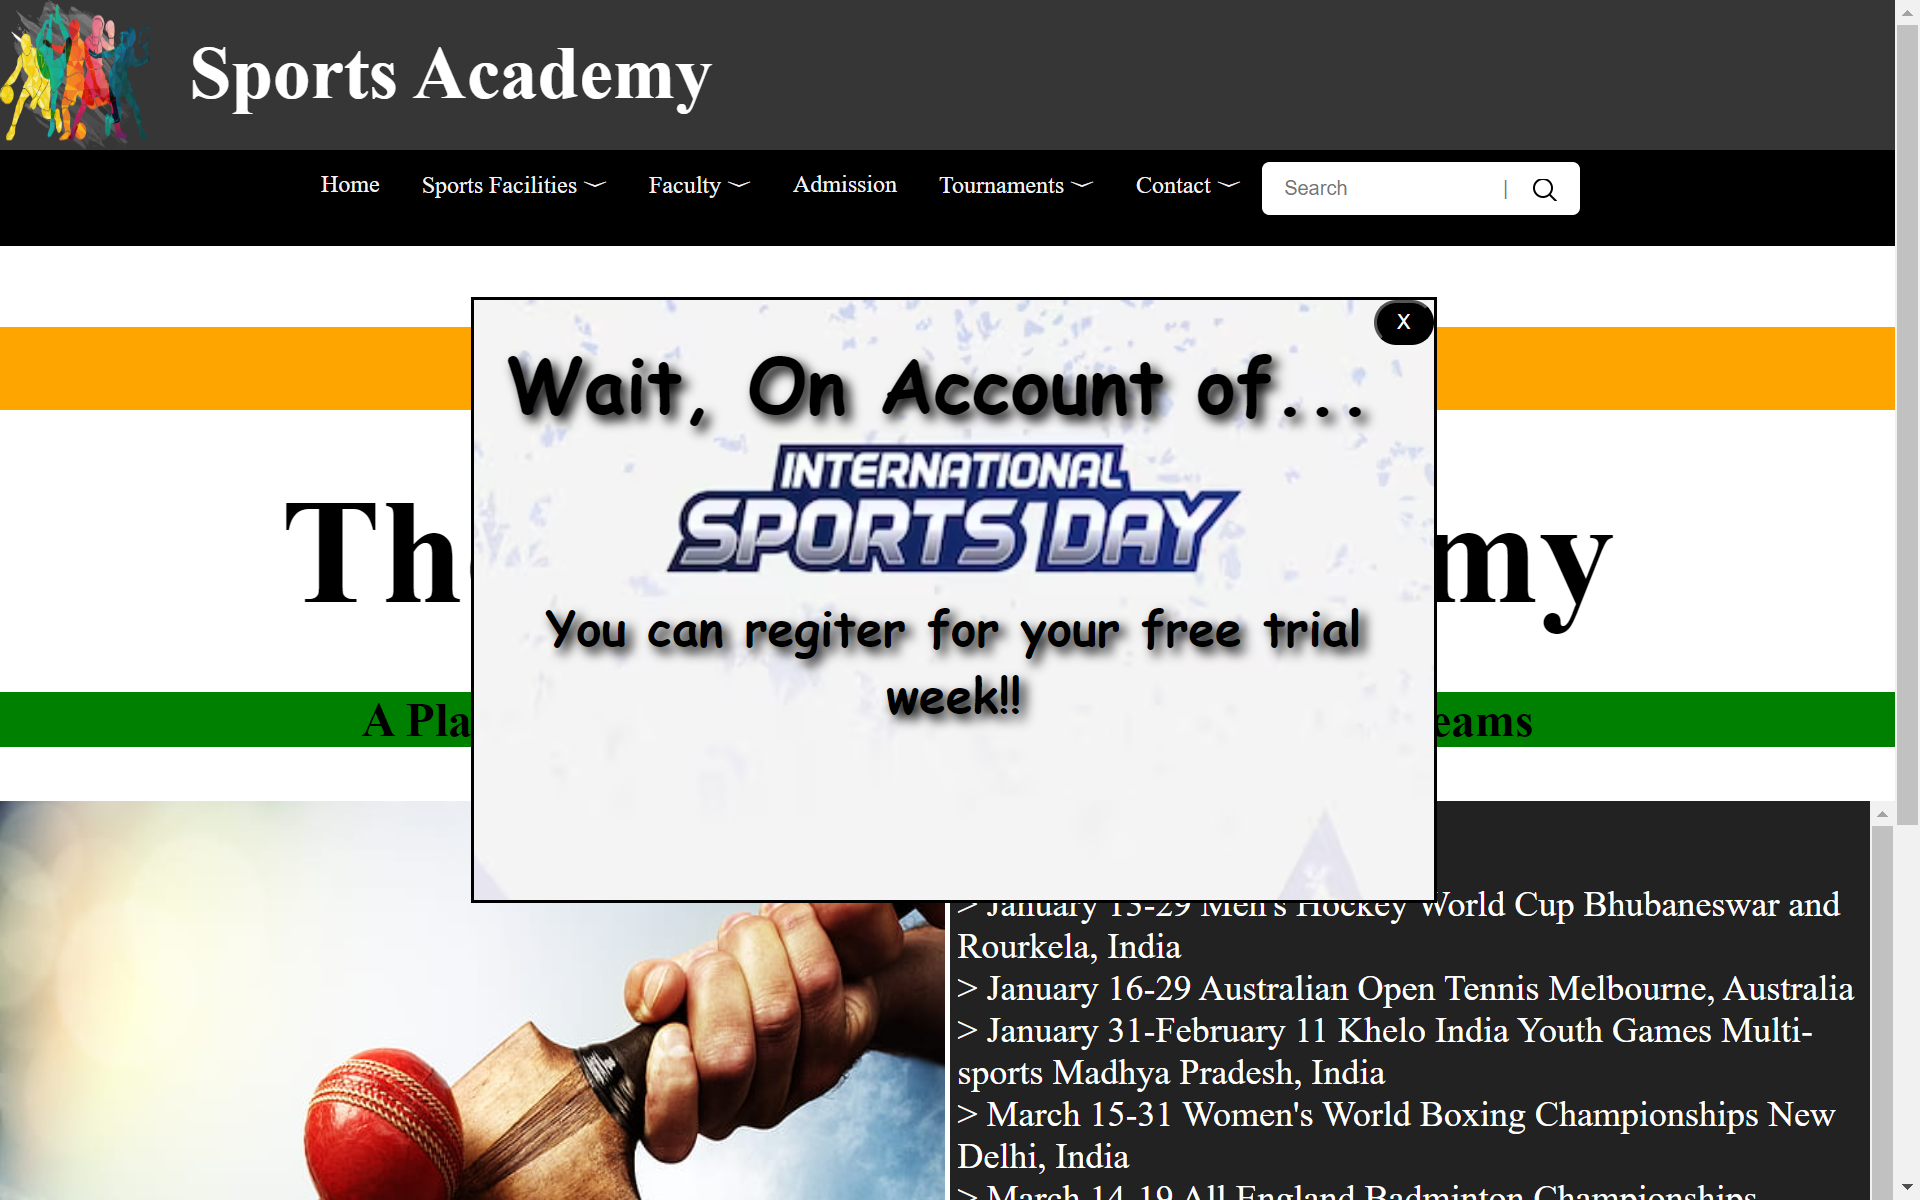 Sports Academy
Home
Sports Facilities
Faculty
Admission
Tournaments
Contact
Search
|
X
Wait, On Account of...
INTERNATIONAL
SPORTS DAY
You can regiter for your free trial
week!!
Th
my
A Pla
eams
> January 13-29 Men's Hockey World Cup Bhubaneswar and
Rourkela, India
> January 16-29 Australian Open Tennis Melbourne, Australia
> January 31-February 11 Khelo India Youth Games Multi-
sports Madhya Pradesh, India
> March 15-31 Women's World Boxing Championships New
Delhi, India
> March 14-19 All England Badminton Championships